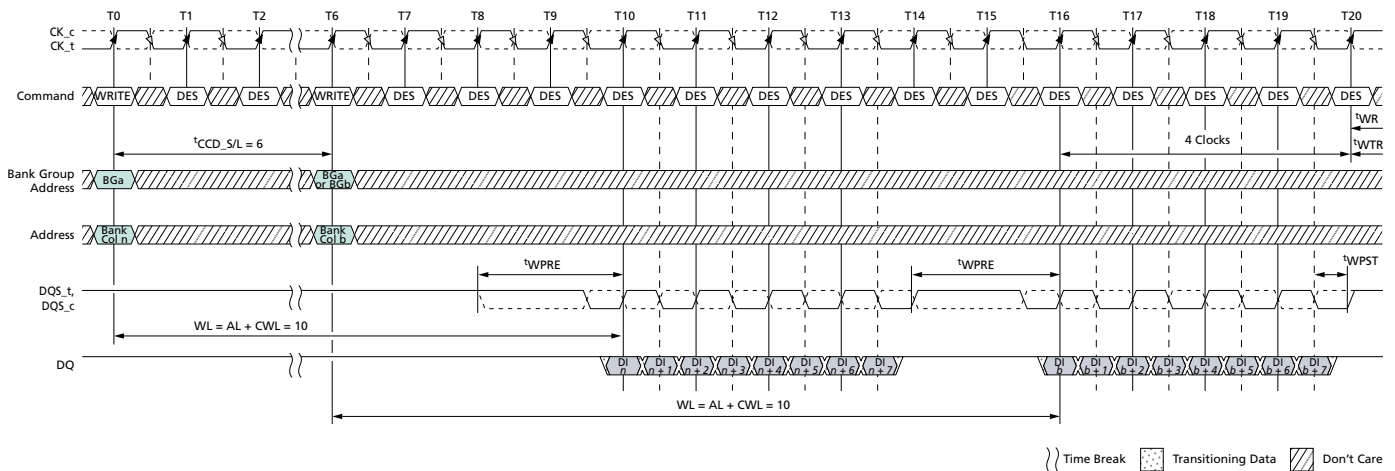 T0 T1 T2 T6 T7 T8 T9 T10 T11 T12 T13 T14 T15 T16 T17 T18 T19 T20
CK_c
CK_t
Command WRITE DES DES WRITE DES DES DES DES DES DES DES DES DES DES DES DES DES DES
tWR
tCCD_S/L = 6
4 Clocks
tWTR
Bank Group
Address
BGa
BGa
or BGb
Address
Bank
Col n
Bank
Col b
tWPRE
tWPRE
tWPST
DQS_t,
DQS_c
WL = AL + CWL = 10
DQ
DI
n
DI
n + 1
DI
n + 2
DI
n + 3
DI
n + 4
DI
n + 5
DI
n + 6
DI
n + 7
DI
b
DI
b + 1
DI
b + 2
DI
b + 3
DI
b + 4
DI
b + 5
DI
b + 6
DI
b + 7
WL = AL + CWL = 10
Time Break Transitioning Data Don't Care